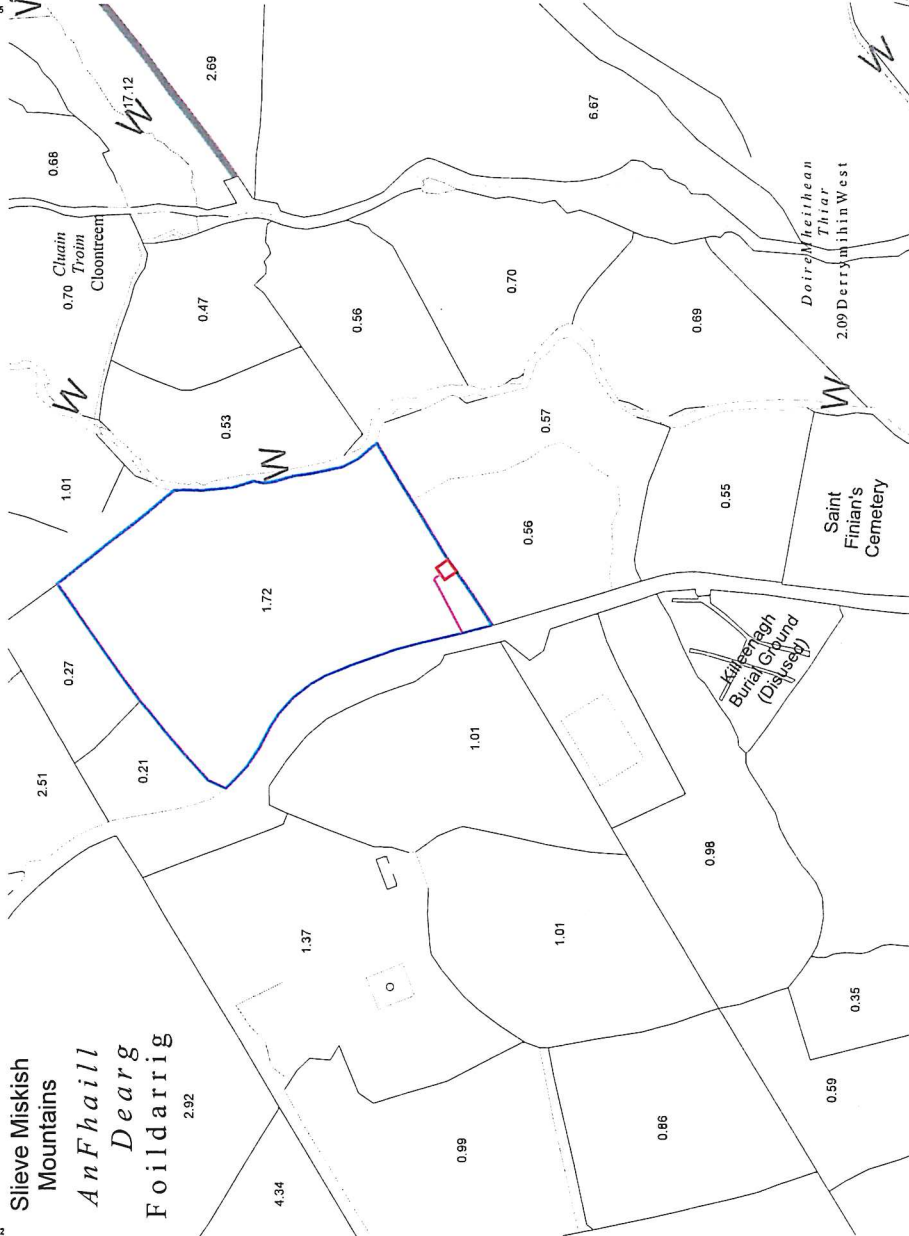 Slieve Miskish
Mountains
AnFhaill
Dearg
Foildarrig
2.92
4.34
0.99
0.86
0.59
0.35
1.37
1.01
0.98
2.51
0.21
0.27
1.01
1.72
Killeenagh
Burial Ground
(Disused)
1.01
0.53
0.47
0.56
0.56
0.57
0.55
Saint
Finian's
Cemetery
0.70
Cluain
Troim
Cloontreem
0.68
17.12
2.69
0.70
0.69
6.67
DoireMheithean
Thiar
2.09 Derrymihin West
W
W
W
W
W
W